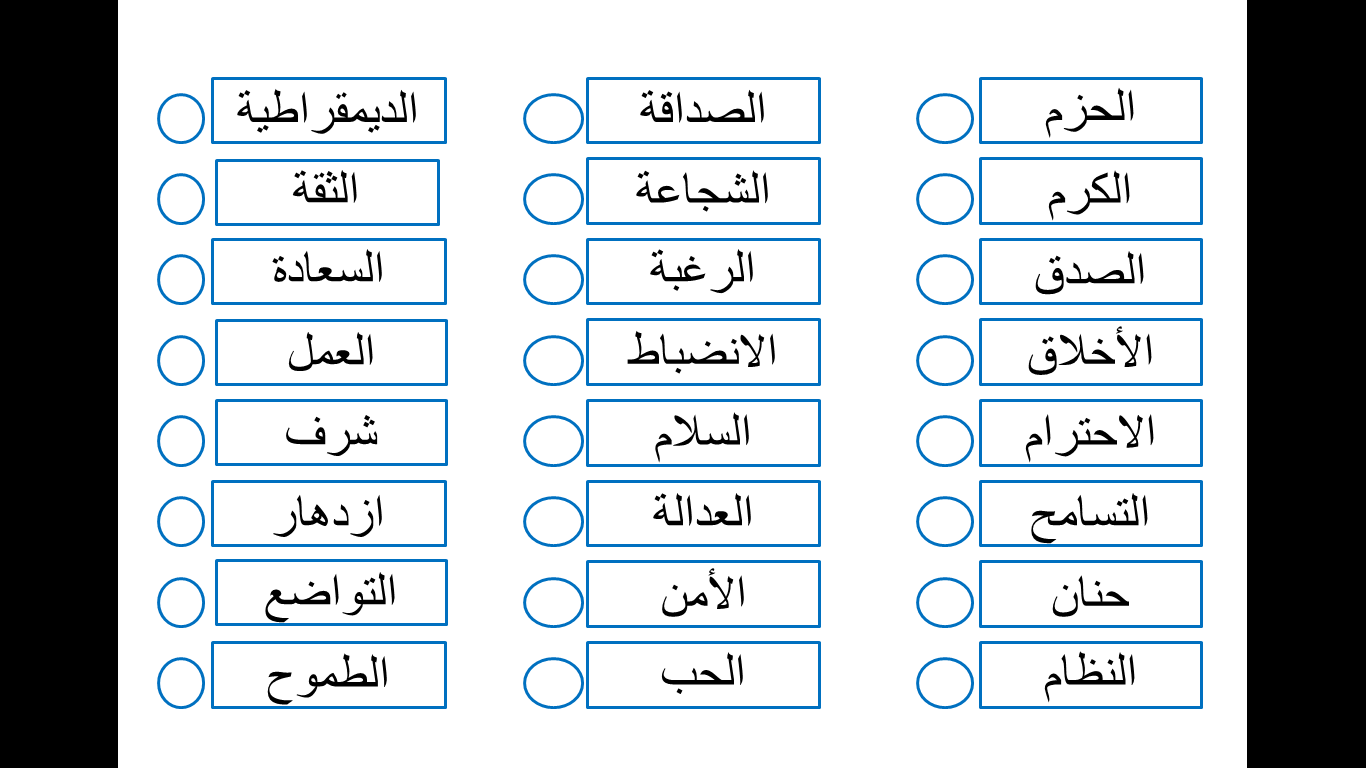 الحزم
الصداقة
الديمقراطية
الكرم
الشجاعة
الثقة
الصدق
الرغبة
السعادة
الأخلاق
الانضباط
العمل
الاحترام
السلام
شرف
التسامح
العدالة
ازدهار
حنان
الأمن
التواضع
النظام
الحب
الطموح